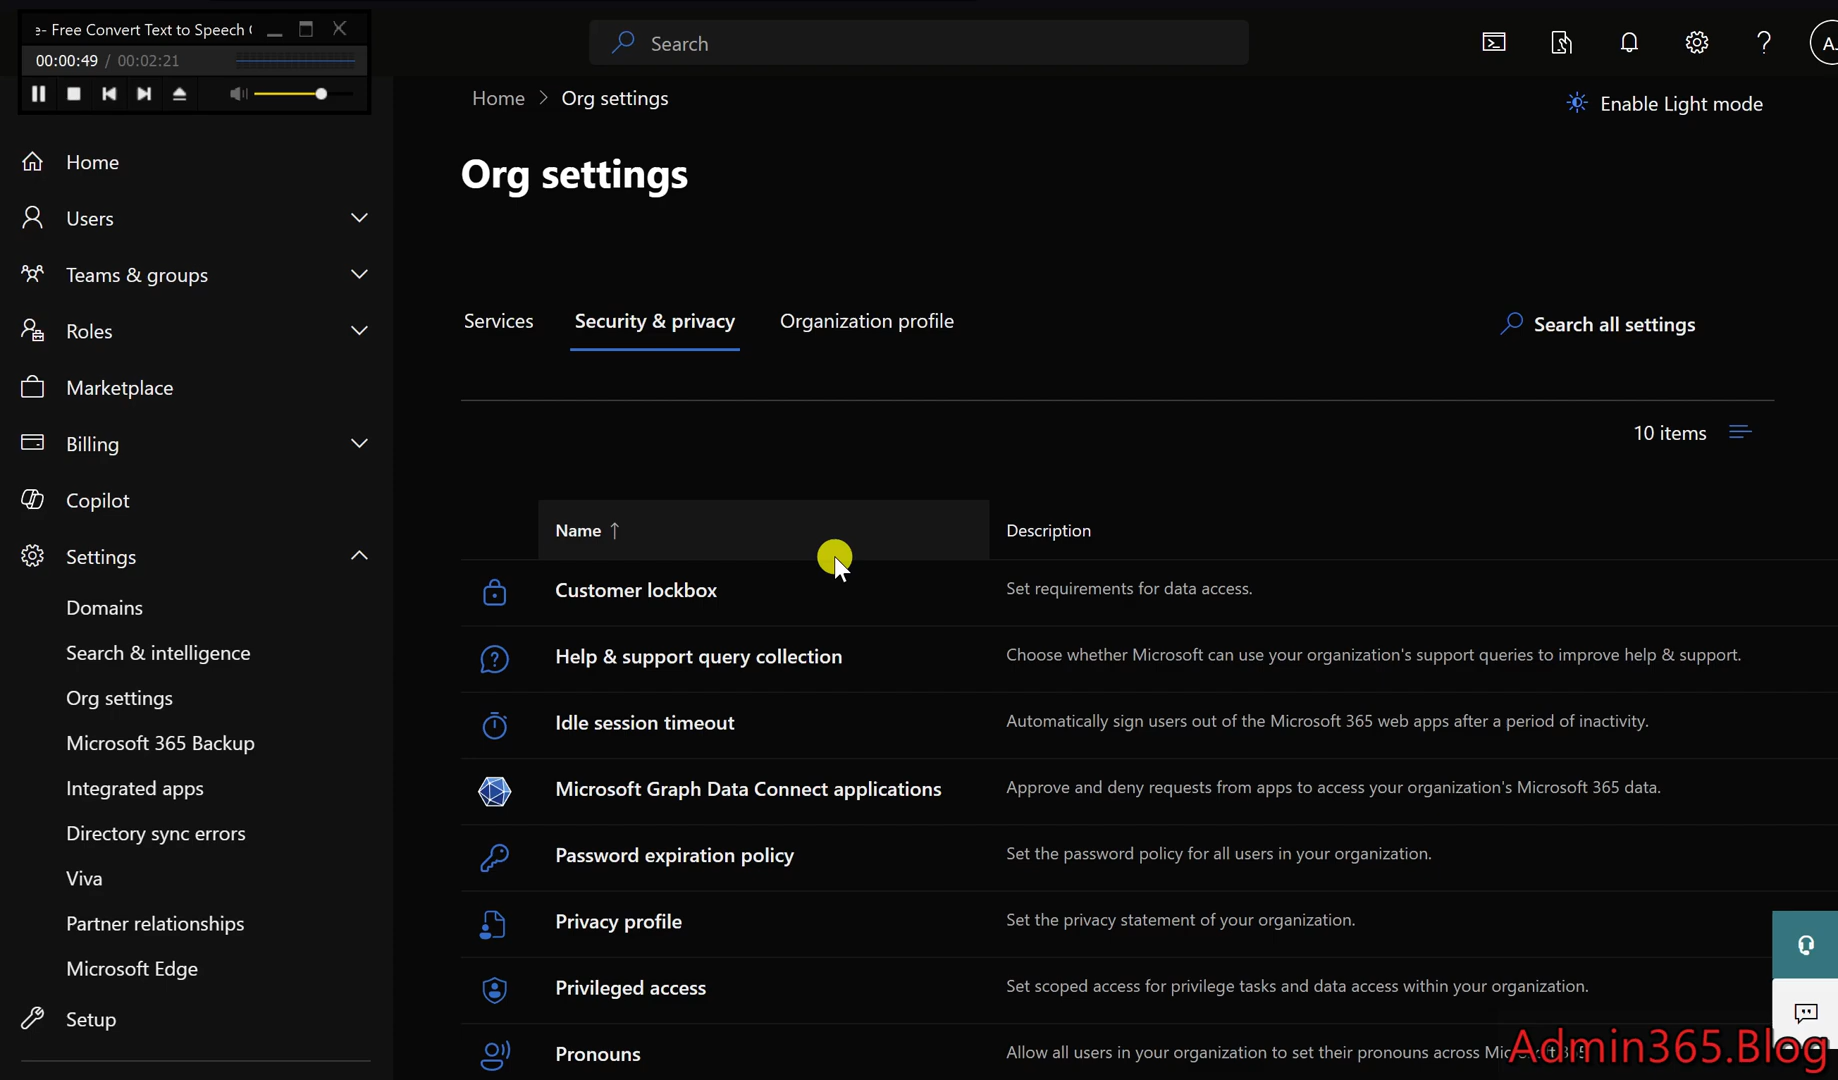 e- Free Convert Text to Speech
00:00:49 / 00:02:21
Search
Home > Org settings
Enable Light mode
Org settings
Services
Security & privacy
Organization profile
Search all settings
10 items
Home
Users
Teams & groups
Roles
Marketplace
Billing
Copilot
Settings
Domains
Search & intelligence
Org settings
Microsoft 365 Backup
Integrated apps
Directory sync errors
Viva
Partner relationships
Microsoft Edge
Setup
Name ↑ Description
Customer lockbox Set requirements for data access.
Help & support query collection Choose whether Microsoft can use your organization's support queries to improve help & support.
Idle session timeout Automatically sign users out of the Microsoft 365 web apps after a period of inactivity.
Microsoft Graph Data Connect applications Approve and deny requests from apps to access your organization's Microsoft 365 data.
Password expiration policy Set the password policy for all users in your organization.
Privacy profile Set the privacy statement of your organization.
Privileged access Set scoped access for privilege tasks and data access within your organization.
Pronouns Allow all users in your organization to set their pronouns across
Admin365.Blog